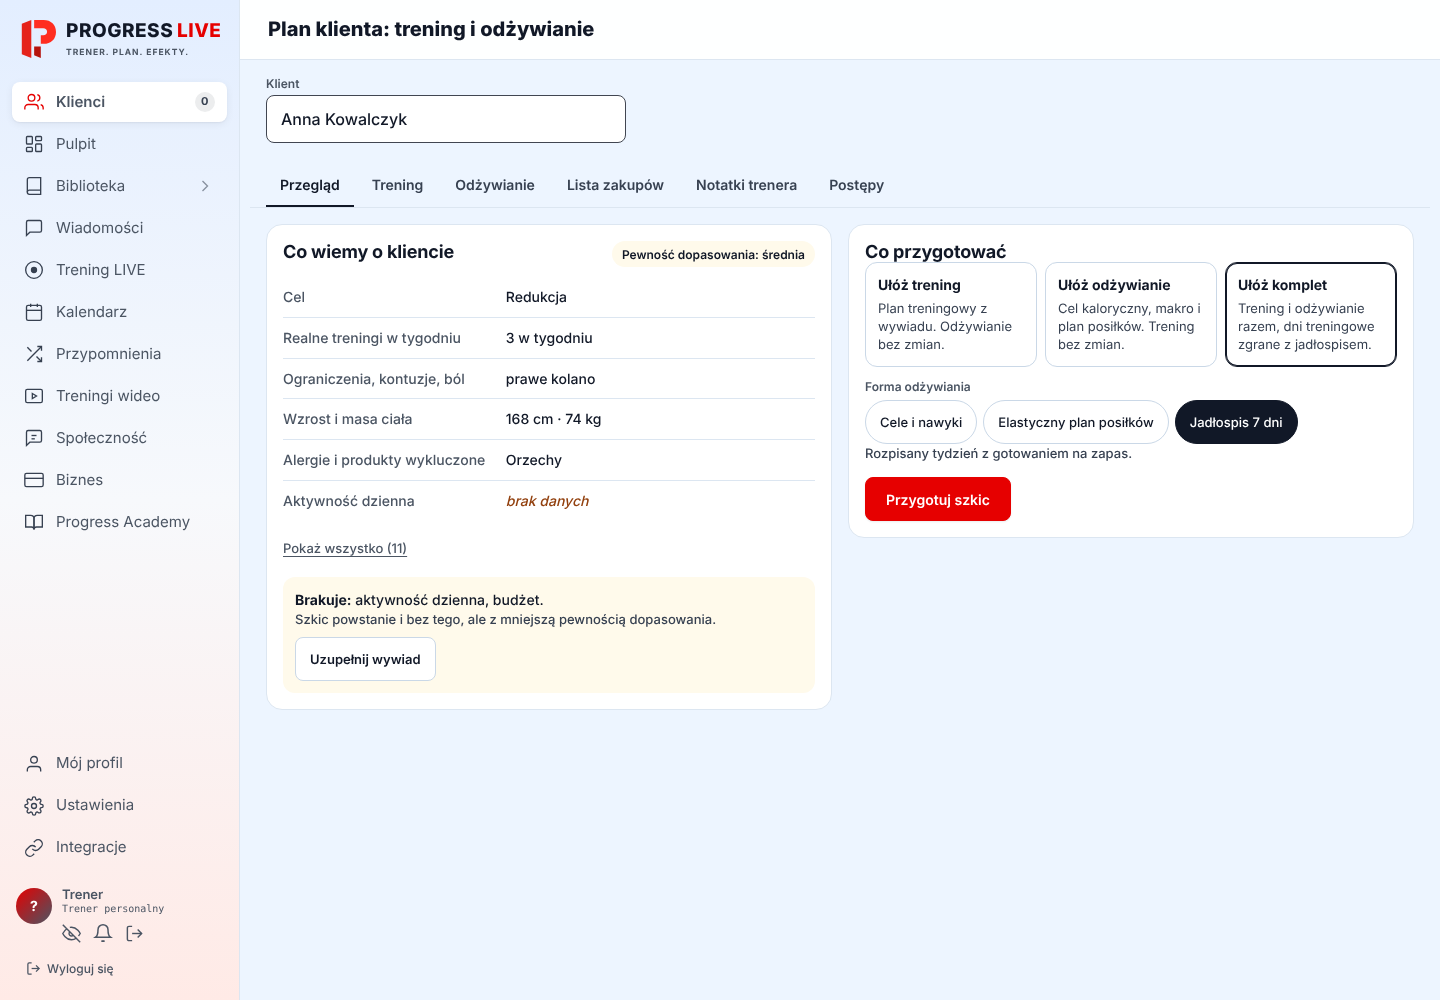 PROGRESS LIVE
TRENER. PLAN. EFEKTY.
Klienci 0
Pulpit
Biblioteka
Wiadomości
Trening LIVE
Kalendarz
Przypomnienia
Treningi wideo
Społeczność
Biznes
Progress Academy
Mój profil
Ustawienia
Integracje
?
Trener
Trener personalny
Wyloguj się
Plan klienta: trening i odżywianie
Klient
Anna Kowalczyk
Przegląd Trening Odżywianie Lista zakupów Notatki trenera Postępy
Co wiemy o kliencie
Pewność dopasowania: średnia
Cel Redukcja
Realne treningi w tygodniu 3 w tygodniu
Ograniczenia, kontuzje, ból prawe kolano
Wzrost i masa ciała 168 cm · 74 kg
Alergie i produkty wykluczone Orzechy
Aktywność dzienna brak danych
Pokaż wszystko (11)
Brakuje: aktywność dzienna, budżet.
Szkic powstanie i bez tego, ale z mniejszą pewnością dopasowania.
Uzupełnij wywiad
Co przygotować
Ułóż trening
Plan treningowy z
wywiadu. Odżywianie
bez zmian.
Ułóż odżywianie
Cel kaloryczny, makro i
plan posiłków. Trening
bez zmian.
Ułóż komplet
Trening i odżywianie
razem, dni treningowe
zgrane z jadłospisem.
Forma odżywiania
Cele i nawyki Elastyczny plan posiłków Jadłospis 7 dni
Rozpisany tydzień z gotowaniem na zapas.
Przygotuj szkic